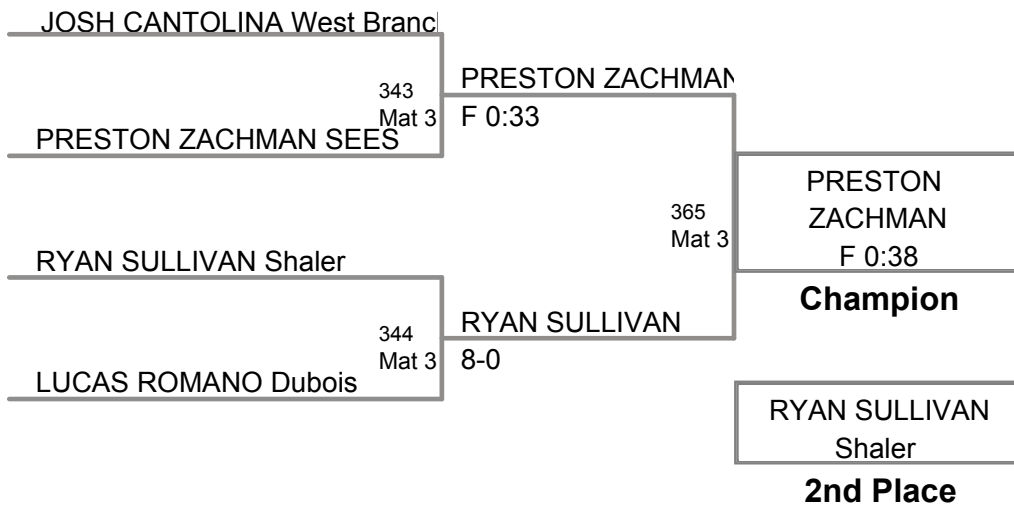 JOSH CANTOLINA West Branc
343
Mat 3
PRESTON ZACHMAN SEES
PRESTON ZACHMAN
F 0:33
RYAN SULLIVAN Shaler
344
Mat 3
LUCAS ROMANO Dubois
RYAN SULLIVAN
8-0
365
Mat 3
PRESTON
ZACHMAN
F 0:38
Champion
RYAN SULLIVAN
Shaler
2nd Place